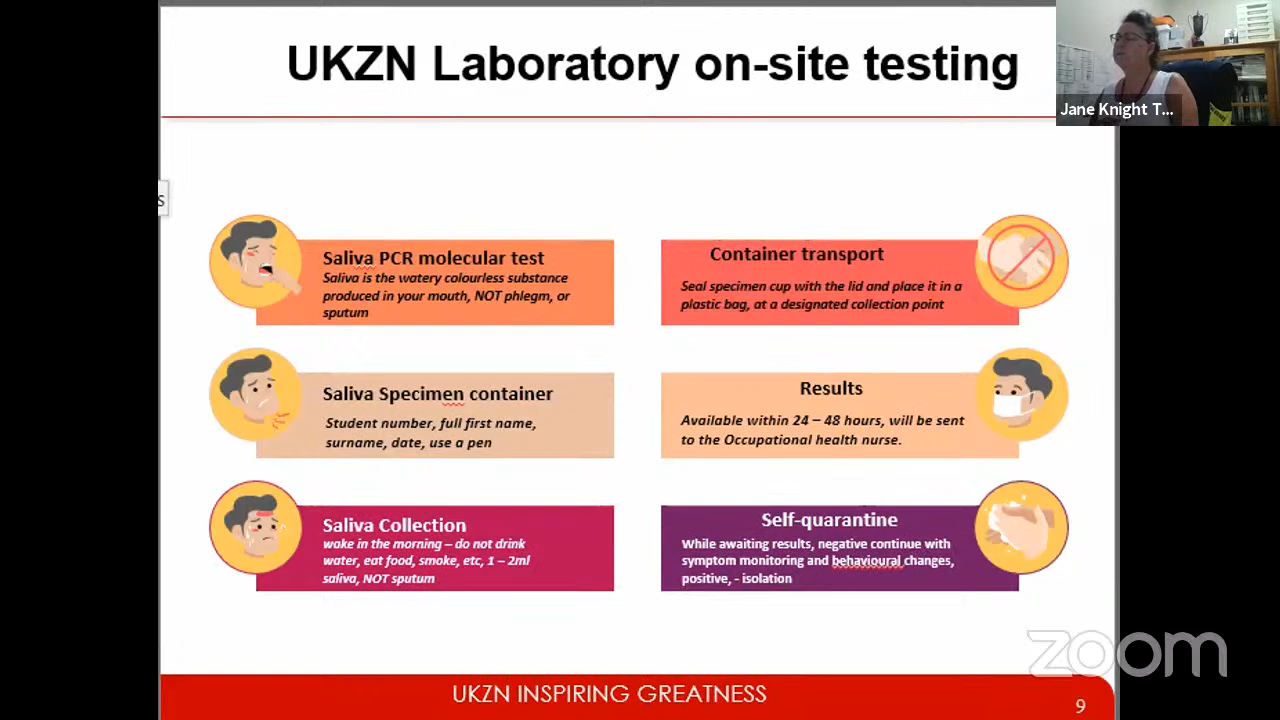 UKZN Laboratory on-site testing
Jane Knight T...
s
Saliva PCR molecular test
Saliva is the watery colourless substance
produced in your mouth, NOT phlegm, or
sputum
Container transport
Seal specimen cup with the lid and place it in a
plastic bag, at a designated collection point
Saliva Specimen container
Student number, full first name,
surname, date, use a pen
Results
Available within 24 – 48 hours, will be sent
to the Occupational health nurse.
Saliva Collection
wake in the morning – do not drink
water, eat food, smoke, etc, 1 – 2ml
saliva, NOT sputum
Self-quarantine
While awaiting results, negative continue with
symptom monitoring and behavioural changes,
positive, - isolation
zoom
UKZN INSPIRING GREATNESS
9